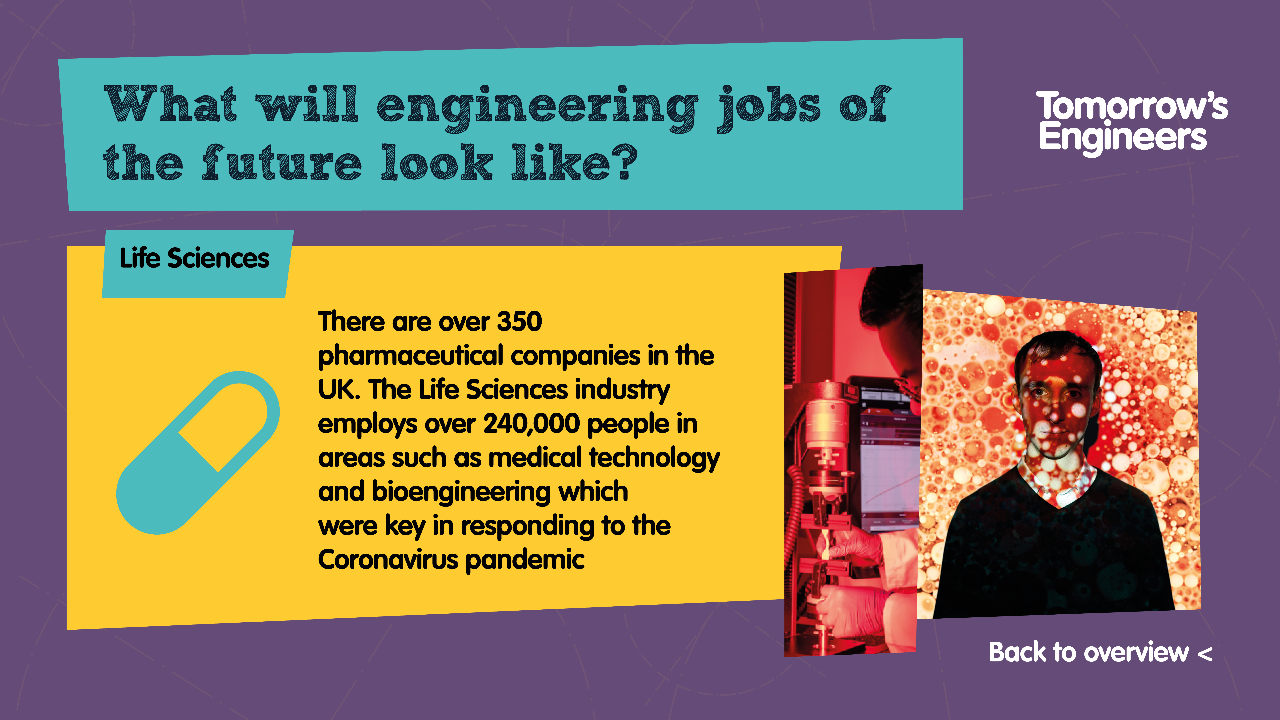 What will engineering jobs of
the future look like?
Tomorrow's
Engineers
Life Sciences
There are over 350
pharmaceutical companies in the
UK. The Life Sciences industry
employs over 240,000 people in
areas such as medical technology
and bioengineering which
were key in responding to the
Coronavirus pandemic
Back to overview <